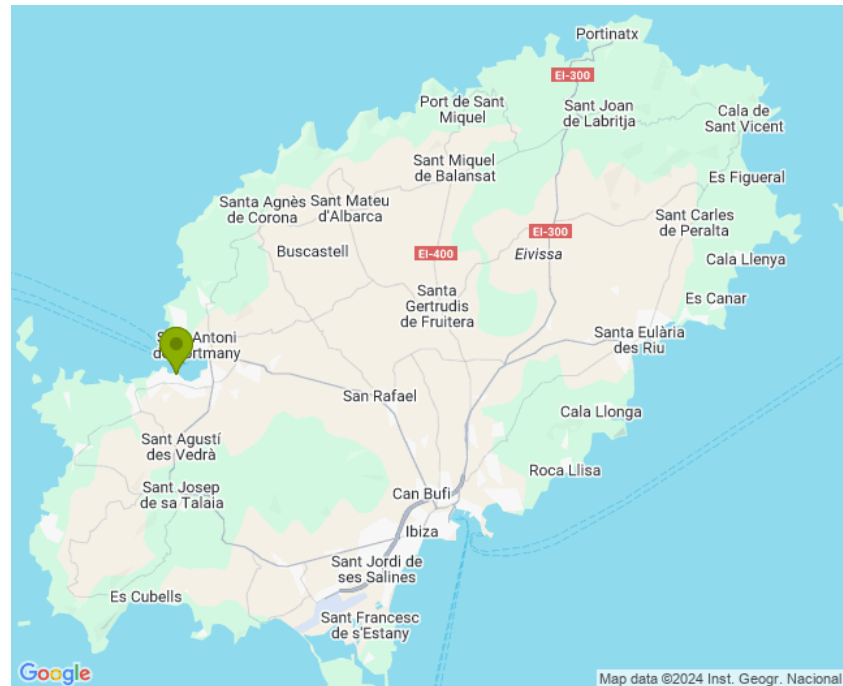 Portinatx
EI-300
Port de Sant
Miquel
Sant Joan
de Labritja
Cala de
Sant Vicent
Sant Miquel
de Balansat
Es Figueral
Santa Agnès
de Corona
Sant Mateu
d'Albarca
Sant Carles
de Peralta
EI-300
Buscastell
EI-400
Eivissa
Cala Llenya
Santa
Gertrudis
de Fruitera
Es Canar
Santa Eulària
des Riu
Antoni
San Rafael
Cala Llonga
Sant Agustí
des Vedrà
Roca Llisa
Sant Josep
de sa Talaia
Can Bufi
Ibiza
Sant Jordi de
ses Salines
Es Cubells
Sant Francesc
de s'Estany
Google
Map data ©2024 Inst. Geogr. Nacional